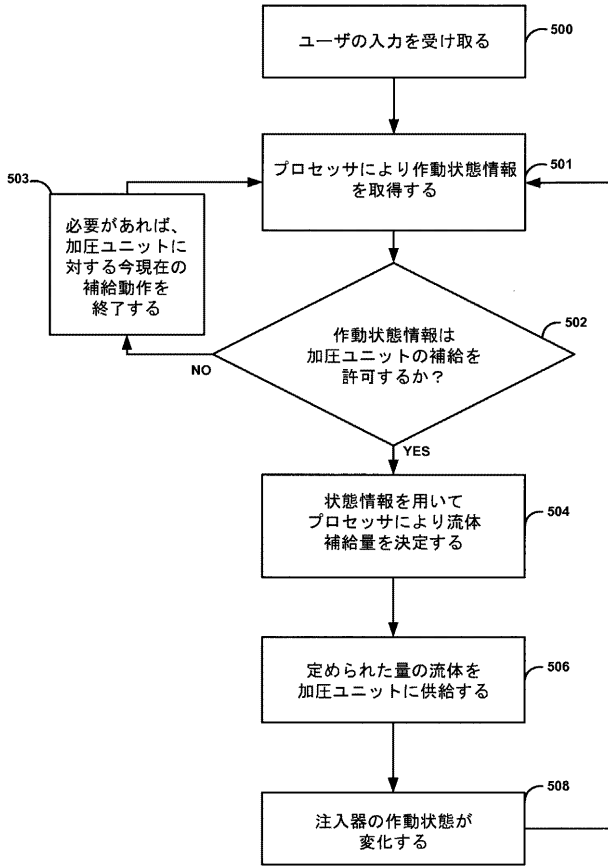 ユーザの入力を受け取る
500
プロセッサにより作動状態情報
を取得する
501
503
必要があれば、
加圧ユニットに
対する今現在の
補給動作を
終了する
作動状態情報は
加圧ユニットの補給を
許可するか？
502
NO
YES
状態情報を用いて
プロセッサにより流体
補給量を決定する
504
定められた量の流体を
加圧ユニットに供給する
506
注入器の作動状態が
変化する
508